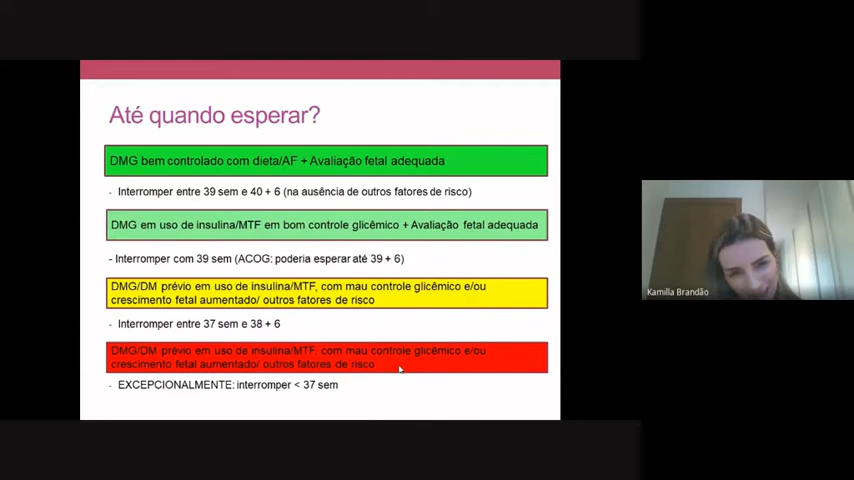 Até quando esperar?
DMG bem controlado com dieta/AF + Avaliação fetal adequada
- Interromper entre 39 sem e 40 + 6 (na ausência de outros fatores de risco)
DMG em uso de insulina/MTF em bom controle glicêmico + Avaliação fetal adequada
- Interromper com 39 sem (ACOG: poderia esperar até 39 + 6)
DMG/DM prévio em uso de insulina/MTF, com mau controle glicêmico e/ou
crescimento fetal aumentado/ outros fatores de risco
- Interromper entre 37 sem e 38 + 6
DMG/DM prévio em uso de insulina/MTF, com mau controle glicêmico e/ou
crescimento fetal aumentado/ outros fatores de risco
- EXCEPCIONALMENTE: interromper < 37 sem
Kamilla Brandão